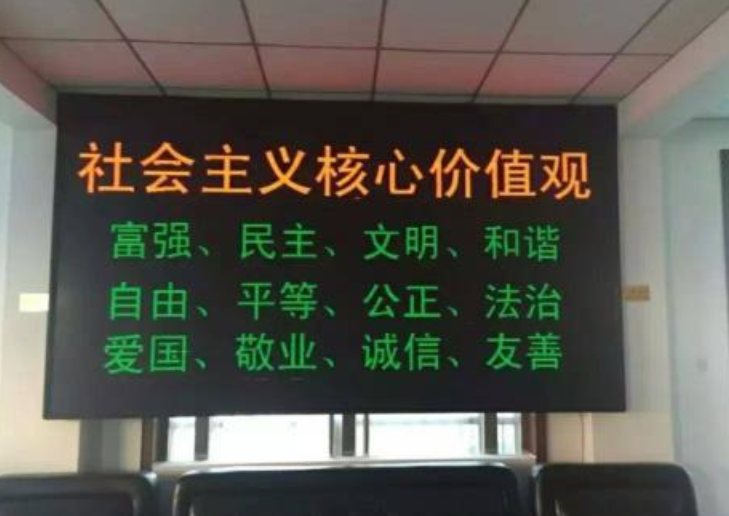 社会主义核心价值观
富强、民主、文明、和谐
自由、平等、公正、法治
爱国、敬业、诚信、友善